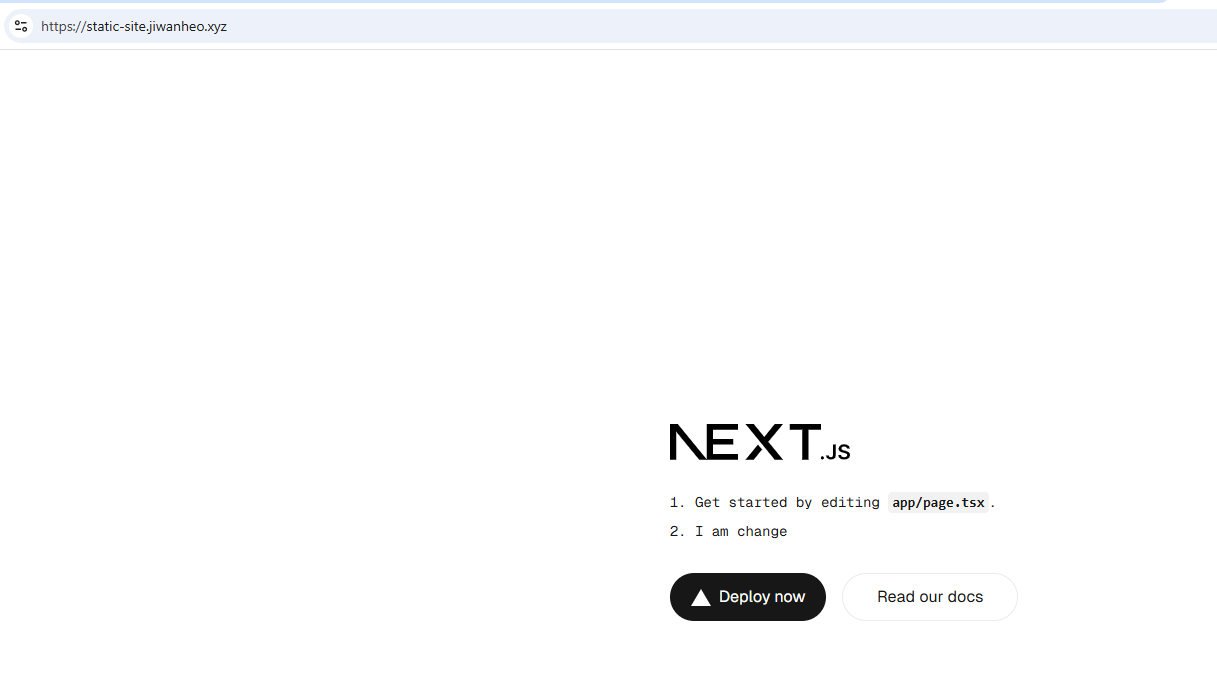 https://static-site.jiwanheo.xyz
NEXT.JS
1. Get started by editing app/page.tsx.
2. I am change
Deploy now
Read our docs